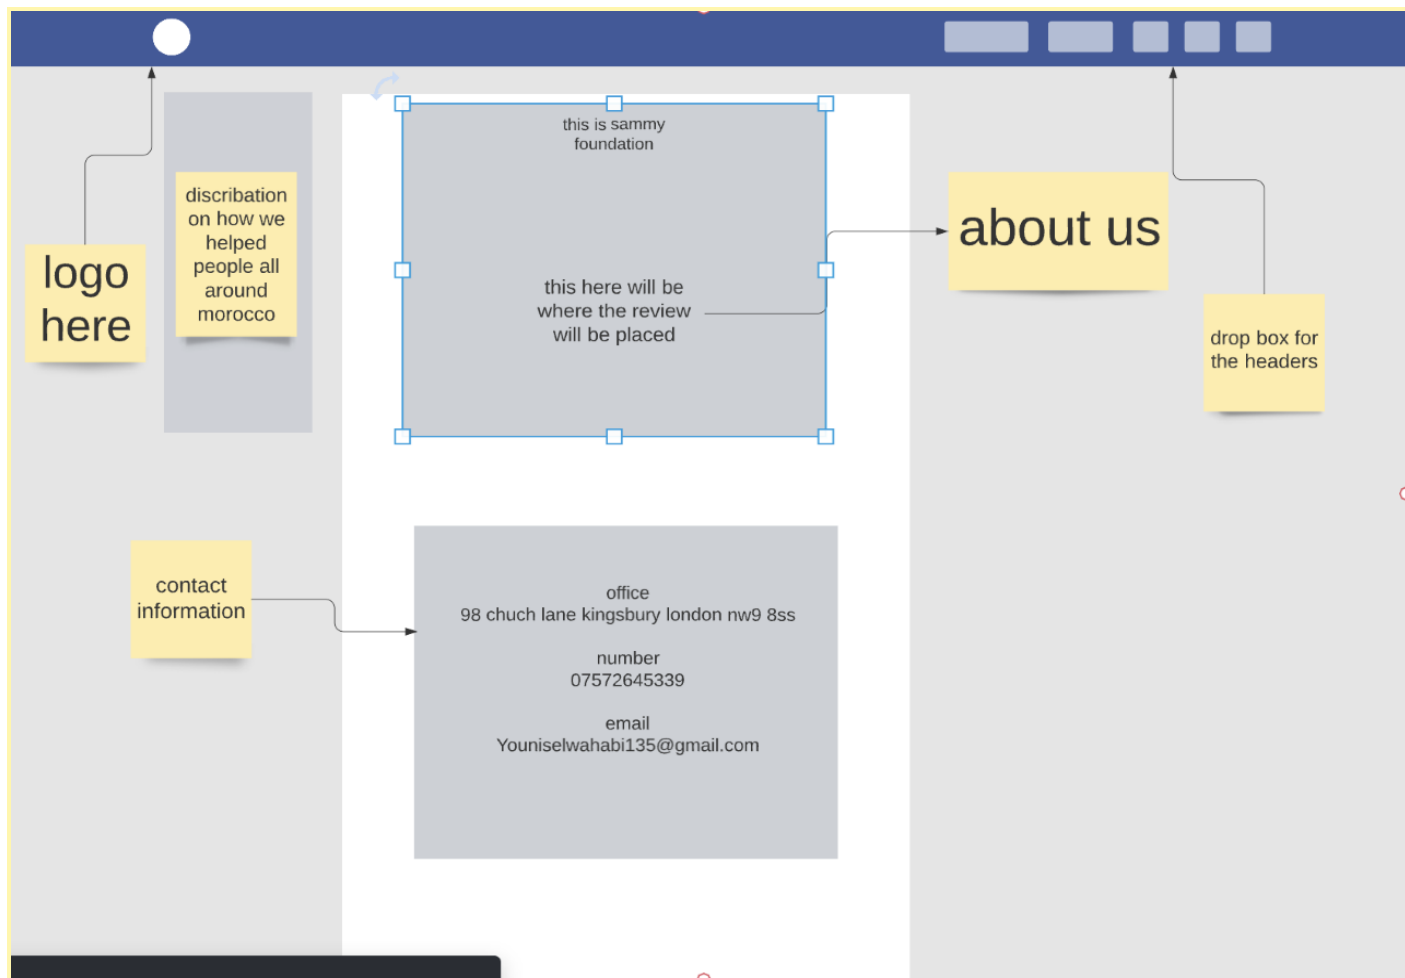 this is sammy
foundation
discribation
on how we
helped
people all
around
morocco
about us
logo
here
this here will be
where the review
will be placed
drop box for
the headers
contact
information
office
98 chuch lane kingsbury london nw9 8ss
number
07572645339
email
Youniselwahabi135@gmail.com